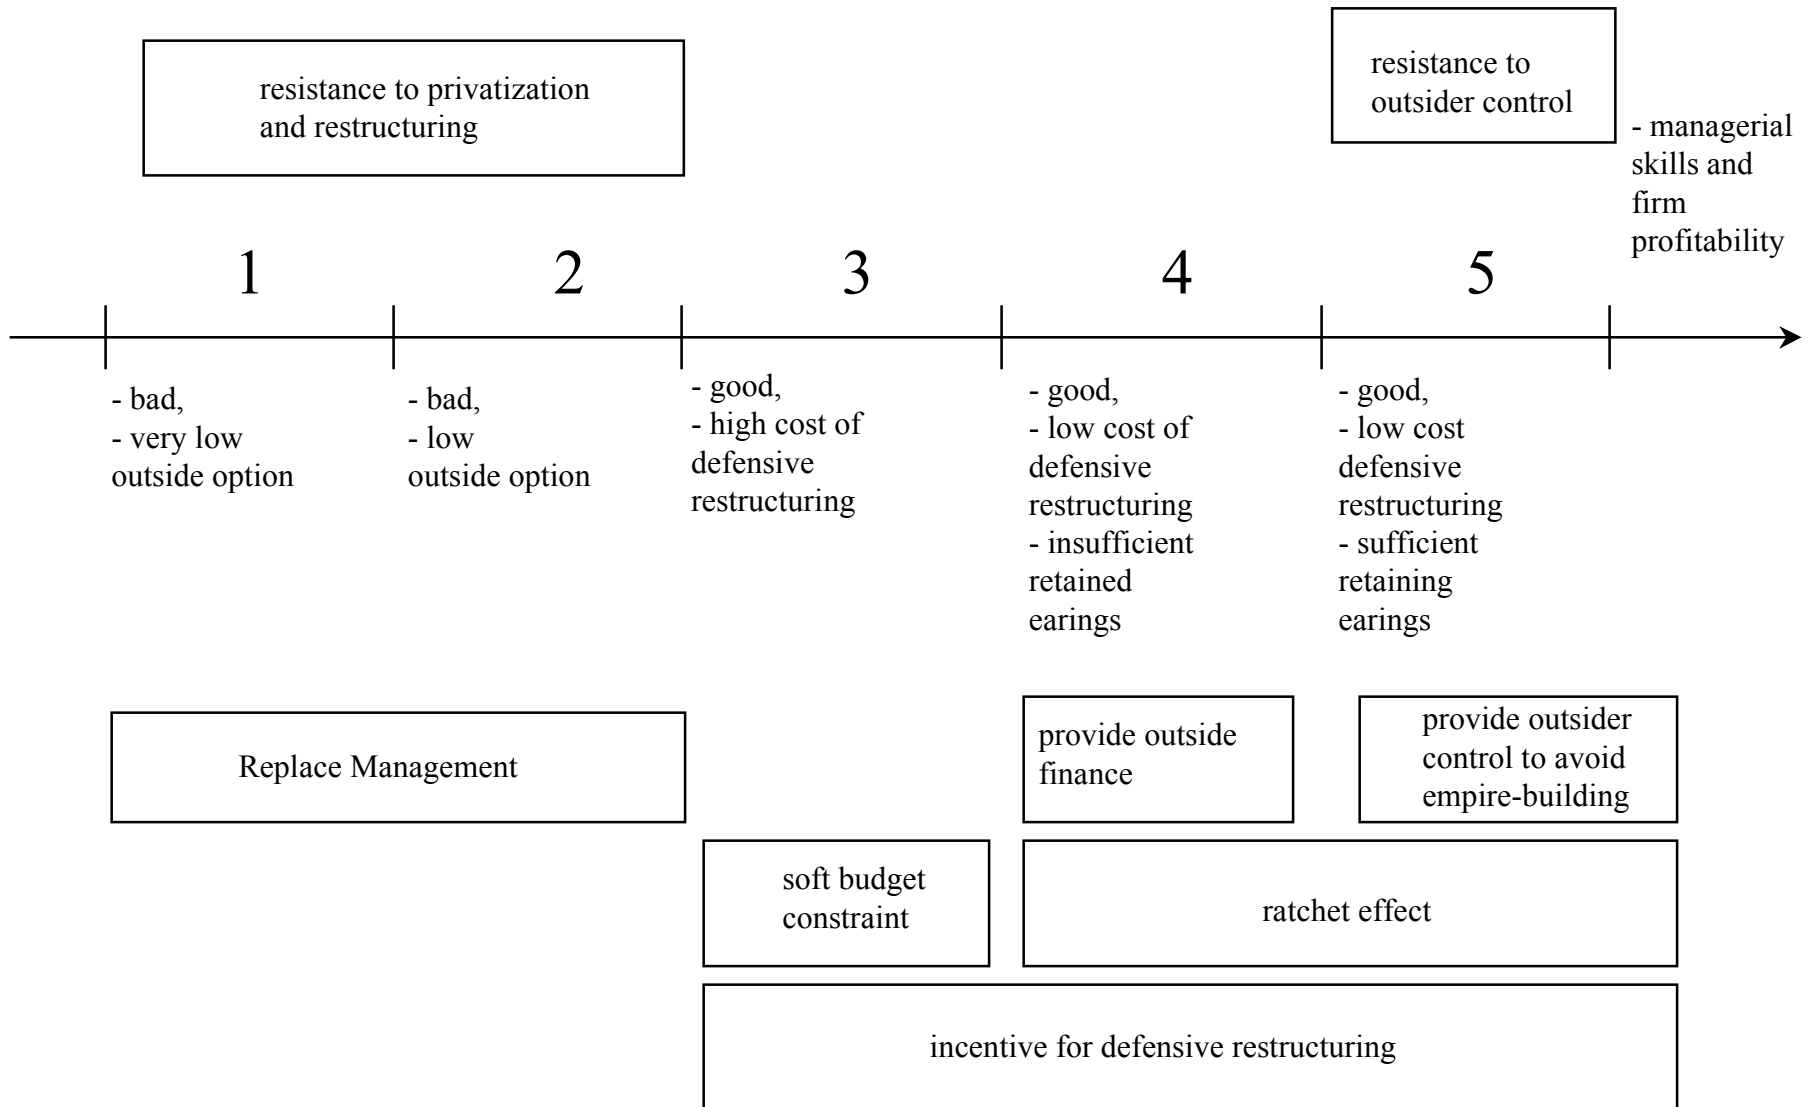 resistance to privatization
and restructuring
resistance to
outsider control
- managerial
skills and
firm
profitability
1
2
3
4
5
- bad,
- very low
outside option
- bad,
- low
outside option
- good,
- high cost of
defensive
restructuring
- good,
- low cost of
defensive
restructuring
- insufficient
retained
earings
- good,
- low cost
defensive
restructuring
- sufficient
retaining
earings
Replace Management
provide outside
finance
provide outsider
control to avoid
empire-building
soft budget
constraint
ratchet effect
incentive for defensive restructuring